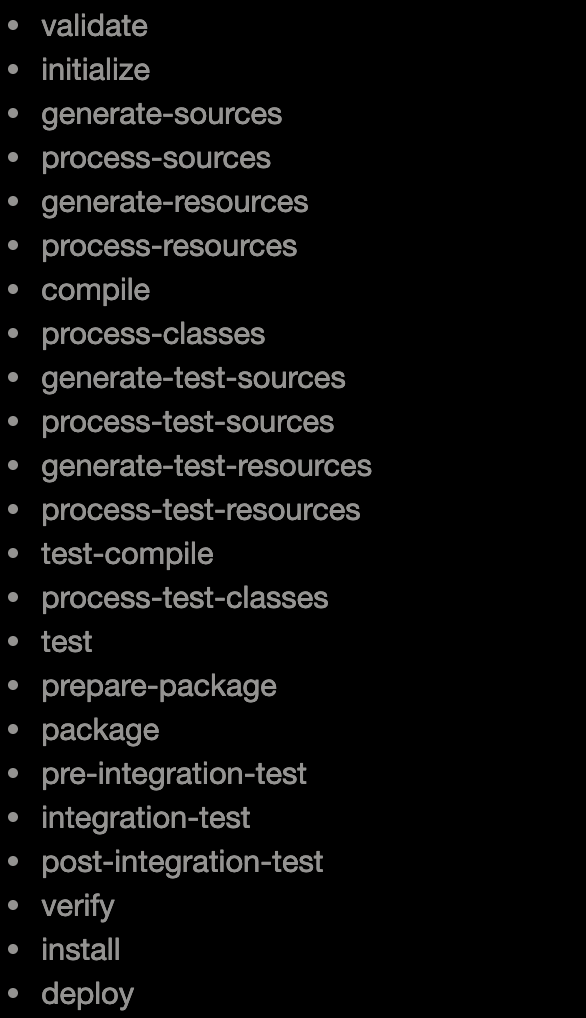 • validate
• initialize
• generate-sources
• process-sources
• generate-resources
• process-resources
• compile
• process-classes
• generate-test-sources
• process-test-sources
• generate-test-resources
• process-test-resources
• test-compile
• process-test-classes
• test
• prepare-package
• package
• pre-integration-test
• integration-test
• post-integration-test
• verify
• install
• deploy